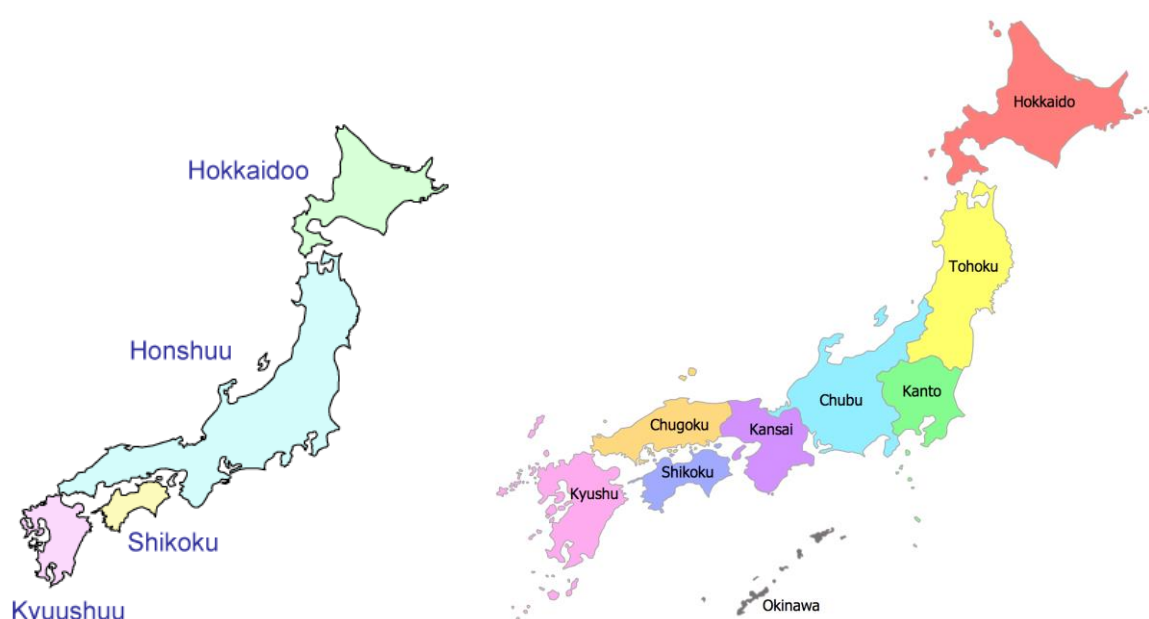 Hokkaidoo
Honshuu
Shikoku
Kyuushuu
Hokkaido
Tohoku
Kanto
Chubu
Kansai
Chugoku
Shikoku
Kyushu
Okinawa